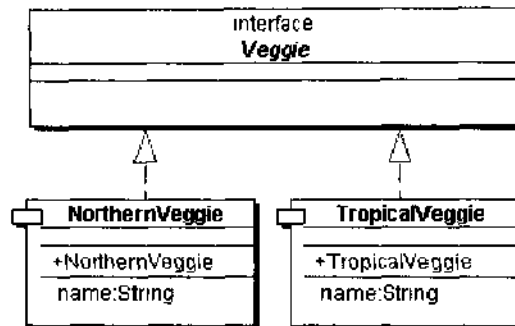 interface
Veggie
NorthernVeggie
+NorthernVeggie
name:String
TropicalVeggie
+TropicalVeggie
name:String